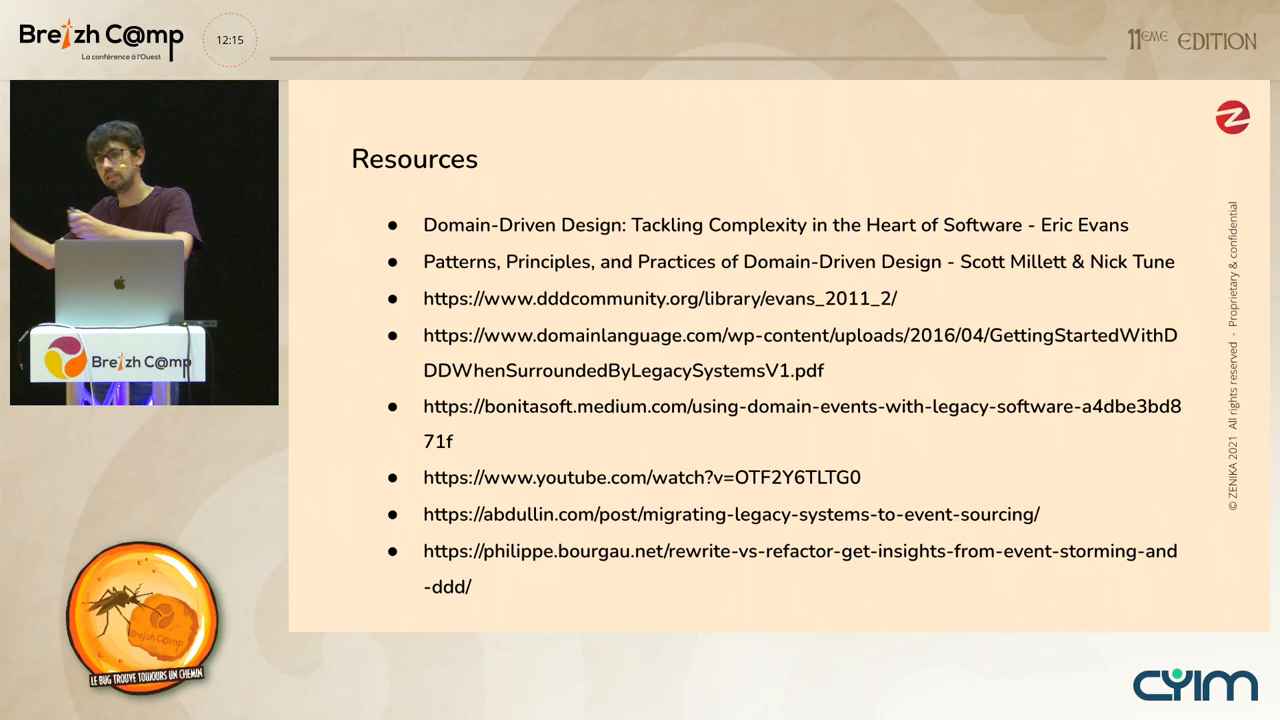 Breizh C@mp
La conférence à l'Ouest
12:15
11EME EDITION
Resources
● Domain-Driven Design: Tackling Complexity in the Heart of Software - Eric Evans
● Patterns, Principles, and Practices of Domain-Driven Design - Scott Millett & Nick Tune
● https://www.dddcommunity.org/library/evans_2011_2/
● https://www.domainlanguage.com/wp-content/uploads/2016/04/GettingStartedWithD
DDWhenSurroundedByLegacySystemsV1.pdf
● https://bonitasoft.medium.com/using-domain-events-with-legacy-software-a4dbe3bd8
71f
● https://www.youtube.com/watch?v=OTF2Y6TLTG0
● https://abdullin.com/post/migrating-legacy-systems-to-event-sourcing/
● https://philippe.bourgau.net/rewrite-vs-refactor-get-insights-from-event-storming-and
-ddd/
© ZENIKA 2021 All rights reserved - Proprietary & confidential
Breizh C@mp
Breizh C@mp
LE BUG TROUVE TOUJOURS UN CHEMIN
CYIM